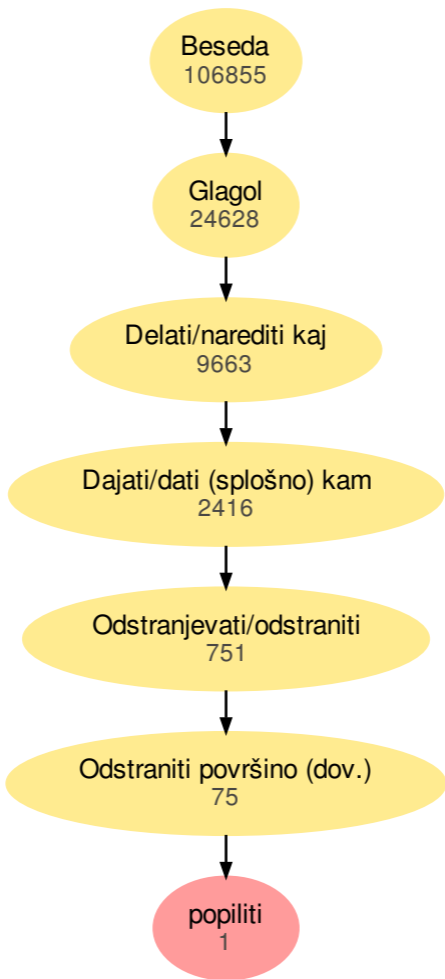 Beseda
106855
Glagol
24628
Delati/narediti kaj
9663
Dajati/dati (splošno) kam
2416
Odstranjevati/odstraniti
751
Odstraniti površino (dov.)
75
popiliti
1